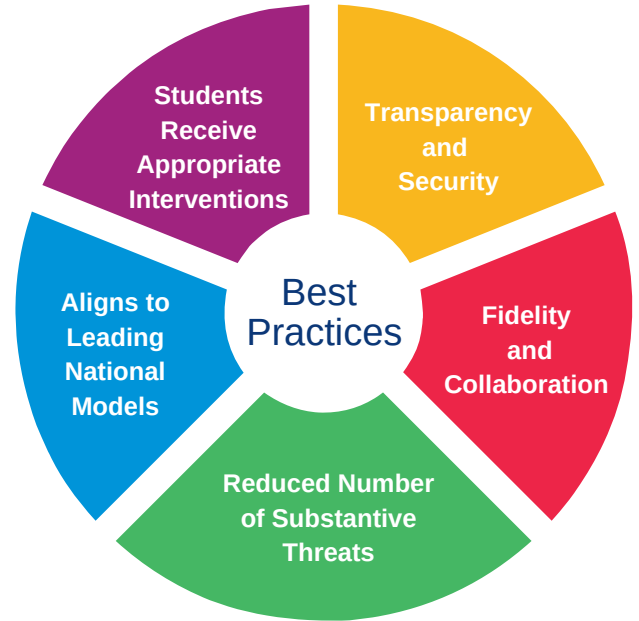 Students
Receive
Appropriate
Interventions
Transparency
and
Security
Aligns to
Leading
National
Models
Best
Practices
Fidelity
and
Collaboration
Reduced Number
of Substantive
Threats